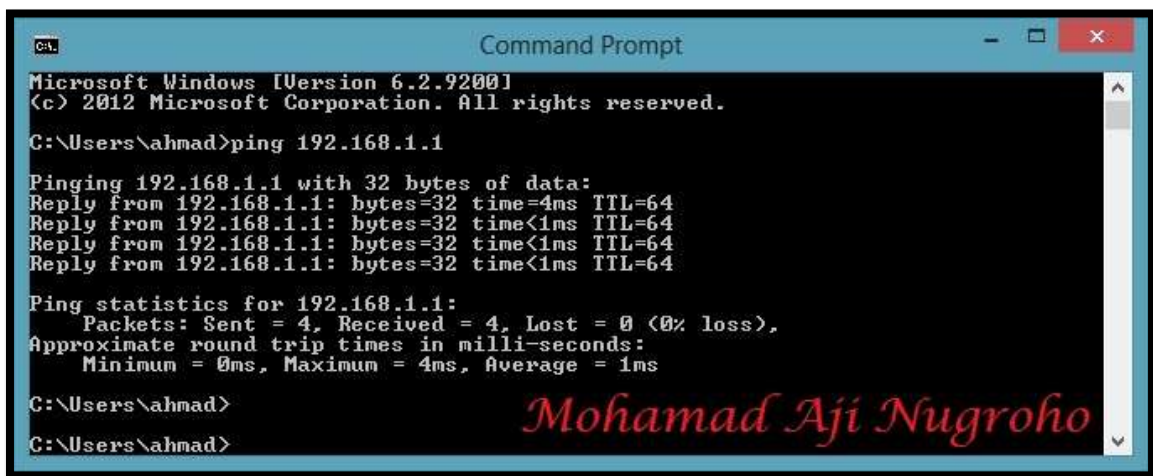 C:\.
Command Prompt
Microsoft Windows [Version 6.2.9200]
(c) 2012 Microsoft Corporation. All rights reserved.
C:\Users\ahmad>ping 192.168.1.1
Pinging 192.168.1.1 with 32 bytes of data:
Reply from 192.168.1.1: bytes=32 time=4ms TTL=64
Reply from 192.168.1.1: bytes=32 time<1ms TTL=64
Reply from 192.168.1.1: bytes=32 time<1ms TTL=64
Reply from 192.168.1.1: bytes=32 time<1ms TTL=64
Ping statistics for 192.168.1.1:
Packets: Sent = 4, Received = 4, Lost = 0 (0% loss),
Approximate round trip times in milli-seconds:
Minimum = 0ms, Maximum = 4ms, Average = 1ms
C:\Users\ahmad>
Mohamad Aji Nugroho
C:\Users\ahmad>